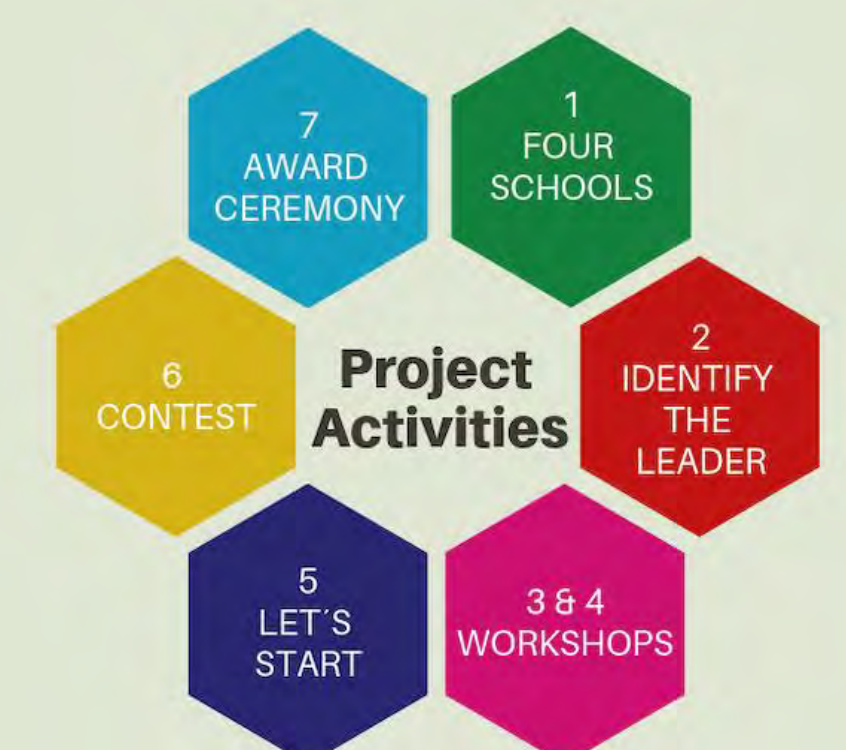 Project
Activities
1
FOUR
SCHOOLS
2
IDENTIFY
THE
LEADER
3 & 4
WORKSHOPS
5
LET´S
START
6
CONTEST
7
AWARD
CEREMONY